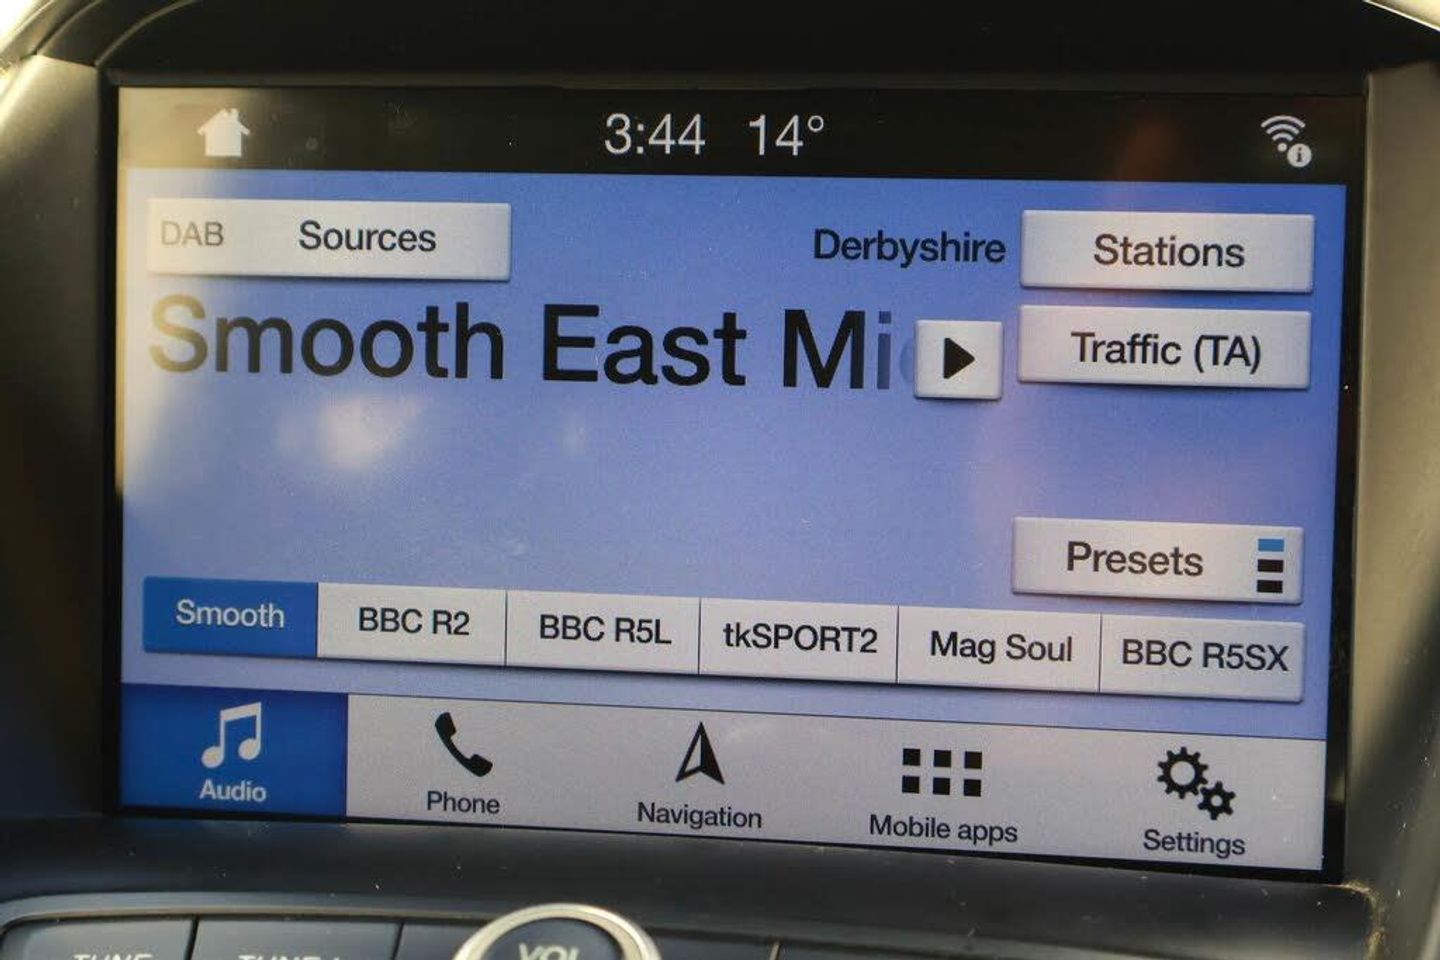 3:44 14°
DAB Sources
Derbyshire
Stations
Smooth East Mi
Traffic (TA)
Presets
Smooth
BBC R2
BBC R5L
tkSPORT2
Mag Soul
BBC R5SX
Audio
Phone
Navigation
Mobile apps
Settings
VOL